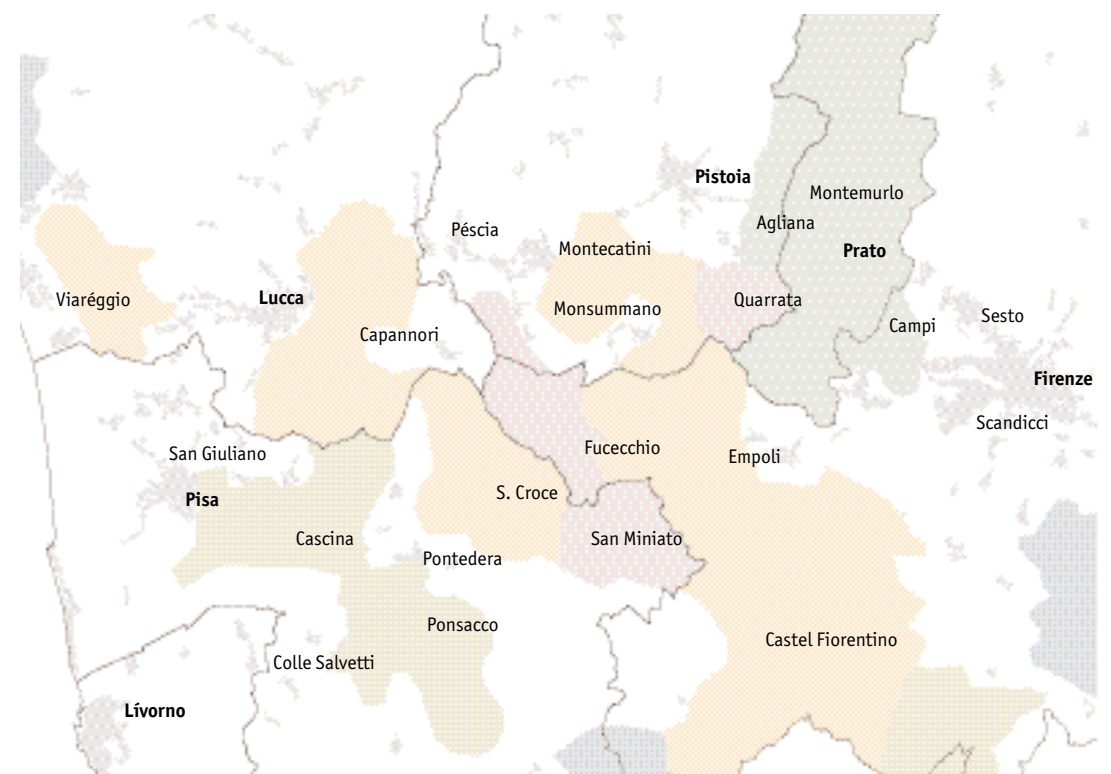 Pistoia
Montemurlo
Agliana
Péscia
Montecatini
Prato
Viaréggio
Lucca
Quarrata
Monsummano
Sesto
Campi
Capannori
Firenze
Scandicci
San Giuliano
Fucecchio
Empoli
Pisa
S. Croce
Cascina
San Miniato
Pontedera
Ponsacco
Castel Fiorentino
Colle Salvetti
Lívorno